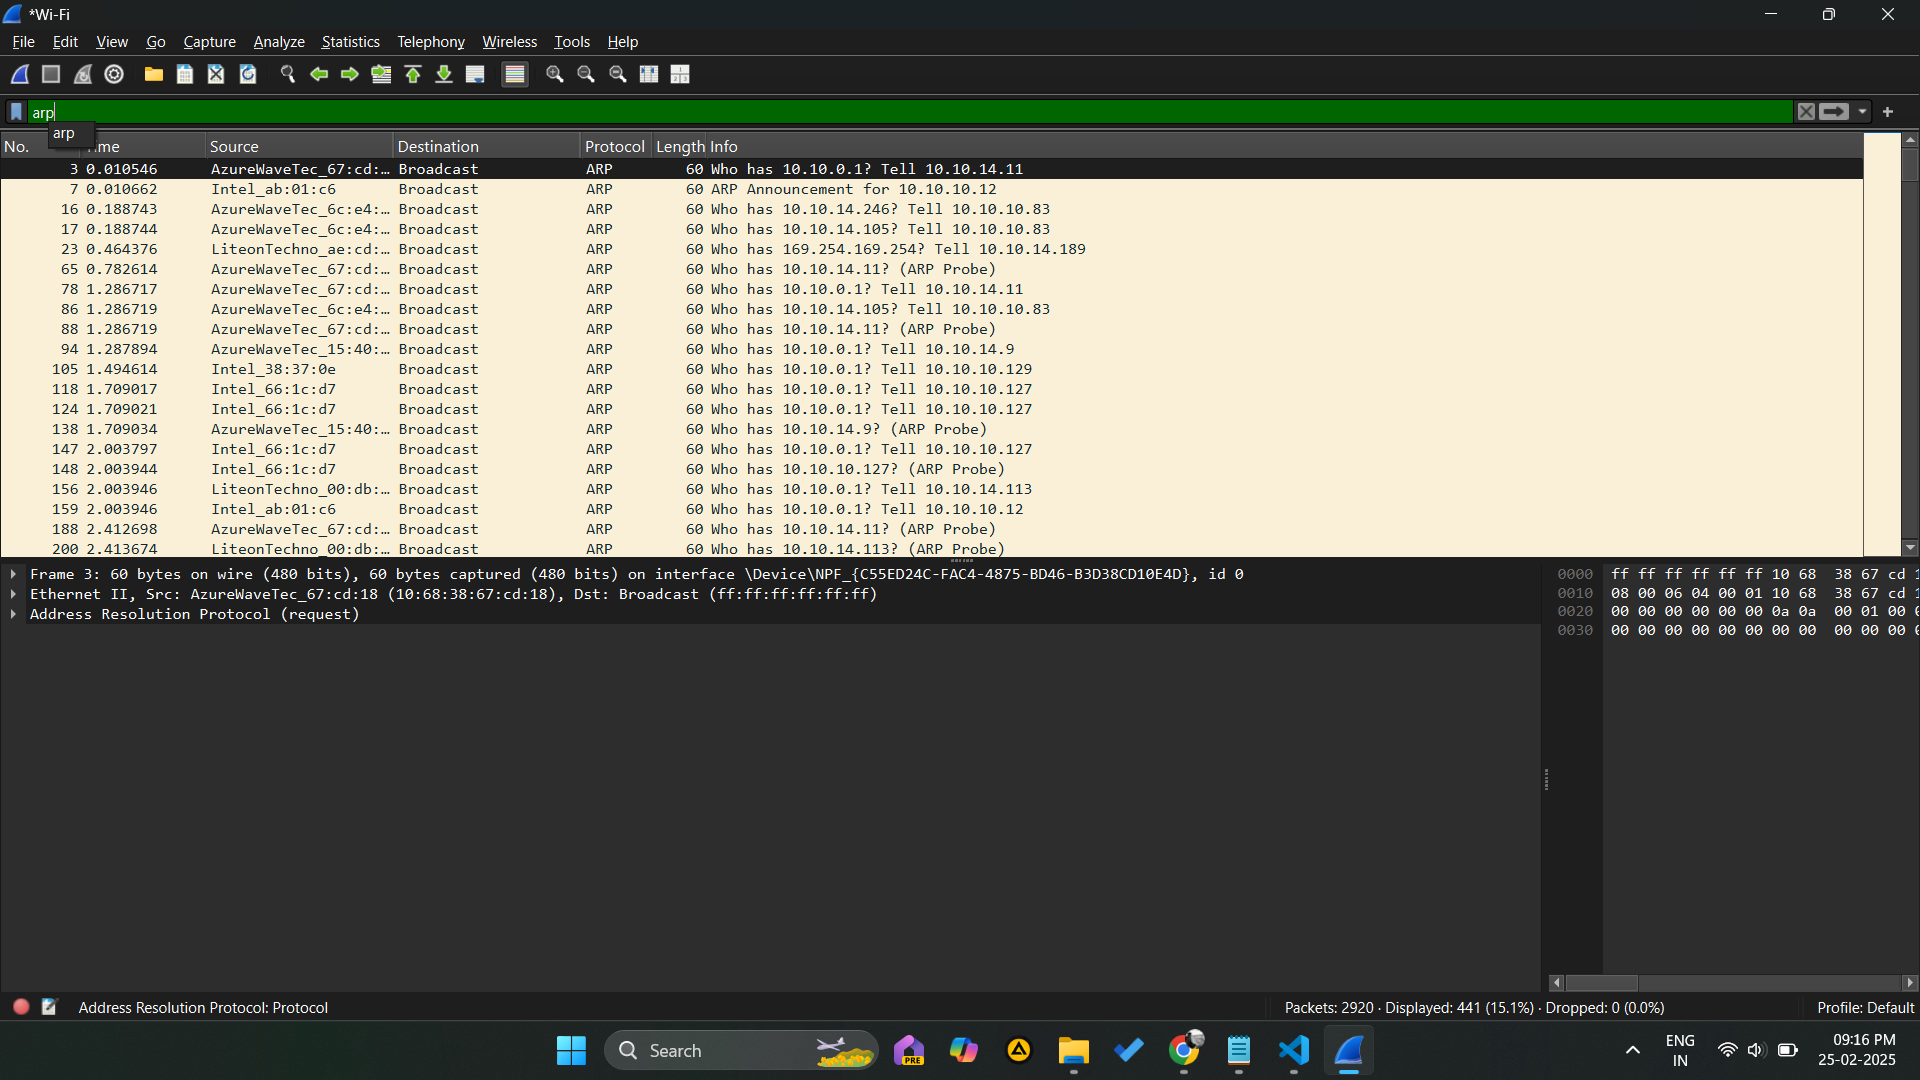 *Wi-Fi
File Edit View Go Capture Analyze Statistics Telephony Wireless Tools Help
arp
arp
No. Time Source Destination Protocol Length Info
3 0.010546 AzureWaveTec_67:cd:… Broadcast ARP 60 Who has 10.10.0.1? Tell 10.10.14.11
7 0.010662 Intel_ab:01:c6 Broadcast ARP 60 ARP Announcement for 10.10.10.12
16 0.188743 AzureWaveTec_6c:e4:… Broadcast ARP 60 Who has 10.10.14.246? Tell 10.10.10.83
17 0.188744 AzureWaveTec_6c:e4:… Broadcast ARP 60 Who has 10.10.14.105? Tell 10.10.10.83
23 0.464376 LiteonTechno_ae:cd:… Broadcast ARP 60 Who has 169.254.169.254? Tell 10.10.14.189
65 0.782614 AzureWaveTec_67:cd:… Broadcast ARP 60 Who has 10.10.14.11? (ARP Probe)
78 1.286717 AzureWaveTec_67:cd:… Broadcast ARP 60 Who has 10.10.0.1? Tell 10.10.14.11
86 1.286719 AzureWaveTec_6c:e4:… Broadcast ARP 60 Who has 10.10.14.105? Tell 10.10.10.83
88 1.286719 AzureWaveTec_67:cd:… Broadcast ARP 60 Who has 10.10.14.11? (ARP Probe)
94 1.287894 AzureWaveTec_15:40:… Broadcast ARP 60 Who has 10.10.0.1? Tell 10.10.14.9
105 1.494614 Intel_38:37:0e Broadcast ARP 60 Who has 10.10.0.1? Tell 10.10.10.129
118 1.709017 Intel_66:1c:d7 Broadcast ARP 60 Who has 10.10.0.1? Tell 10.10.10.127
124 1.709021 Intel_66:1c:d7 Broadcast ARP 60 Who has 10.10.0.1? Tell 10.10.10.127
138 1.709034 AzureWaveTec_15:40:… Broadcast ARP 60 Who has 10.10.14.9? (ARP Probe)
147 2.003797 Intel_66:1c:d7 Broadcast ARP 60 Who has 10.10.0.1? Tell 10.10.10.127
148 2.003944 Intel_66:1c:d7 Broadcast ARP 60 Who has 10.10.10.127? (ARP Probe)
156 2.003946 LiteonTechno_00:db:… Broadcast ARP 60 Who has 10.10.0.1? Tell 10.10.14.113
159 2.003946 Intel_ab:01:c6 Broadcast ARP 60 Who has 10.10.0.1? Tell 10.10.10.12
188 2.412698 AzureWaveTec_67:cd:… Broadcast ARP 60 Who has 10.10.14.11? (ARP Probe)
200 2.413674 LiteonTechno_00:db:… Broadcast ARP 60 Who has 10.10.14.113? (ARP Probe)
Frame 3: 60 bytes on wire (480 bits), 60 bytes captured (480 bits) on interface \Device\NPF_{C55ED24C-FAC4-4875-BD46-B3D38CD10E4D}, id 0
Ethernet II, Src: AzureWaveTec_67:cd:18 (10:68:38:67:cd:18), Dst: Broadcast (ff:ff:ff:ff:ff:ff)
Address Resolution Protocol (request)
0000 ff ff ff ff ff ff 10 68 38 67 cd 1
0010 08 00 06 04 00 01 10 68 38 67 cd 1
0020 00 00 00 00 00 00 0a 0a 00 01 00 0
0030 00 00 00 00 00 00 00 00 00 00 00 0
Address Resolution Protocol: Protocol
Packets: 2920 · Displayed: 441 (15.1%) · Dropped: 0 (0.0%)
Profile: Default
Search
PRE
ENG
IN
09:16 PM
25-02-2025